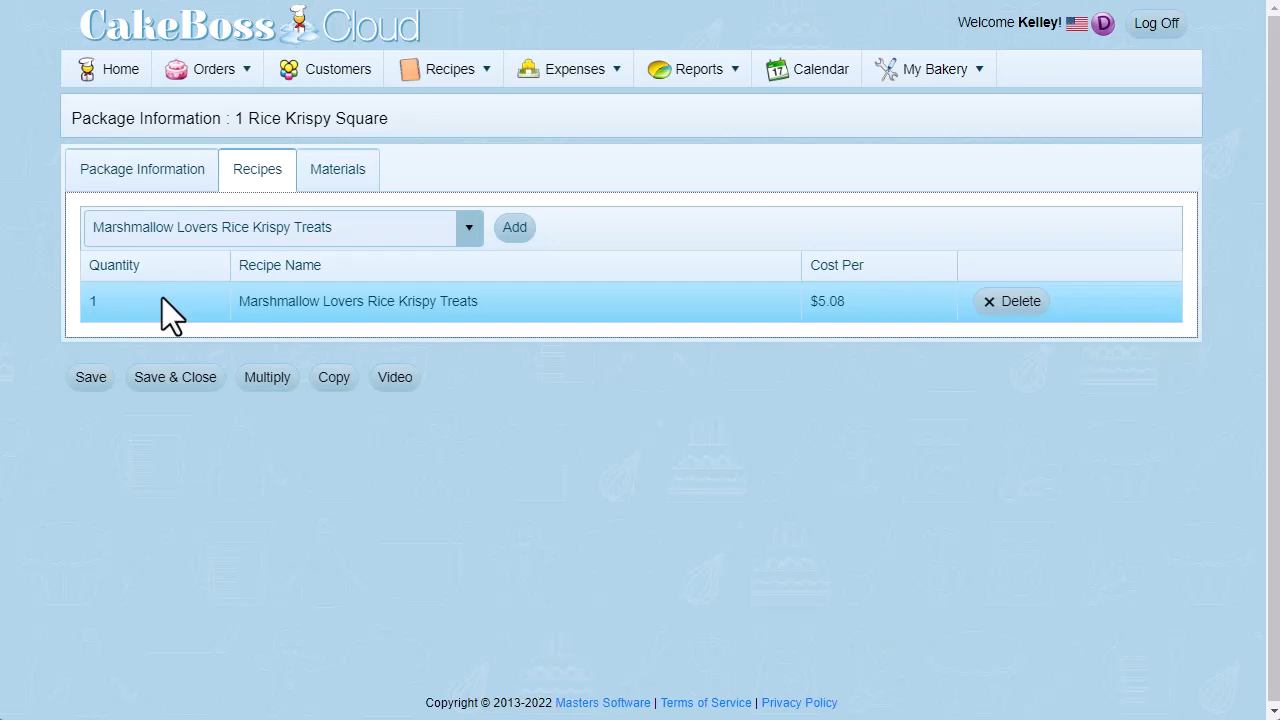 CakeBoss Cloud
Welcome Kelley! D Log Off
Home Orders Customers Recipes Expenses Reports 17 Calendar My Bakery
Package Information : 1 Rice Krispy Square
Package Information Recipes Materials
Marshmallow Lovers Rice Krispy Treats Add
Quantity Recipe Name Cost Per
1 Marshmallow Lovers Rice Krispy Treats $5.08 Delete
Save Save & Close Multiply Copy Video
Copyright © 2013-2022 Masters Software | Terms of Service | Privacy Policy